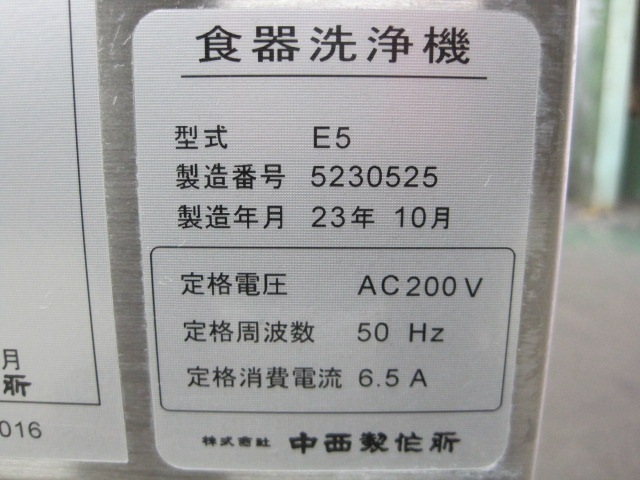 食器洗浄機
型式 E5
製造番号 5230525
製造年月 23年 10月
定格電圧 AC200V
定格周波数 50 Hz
定格消費電流 6.5 A
株式会社 中西製作所
月
所
016